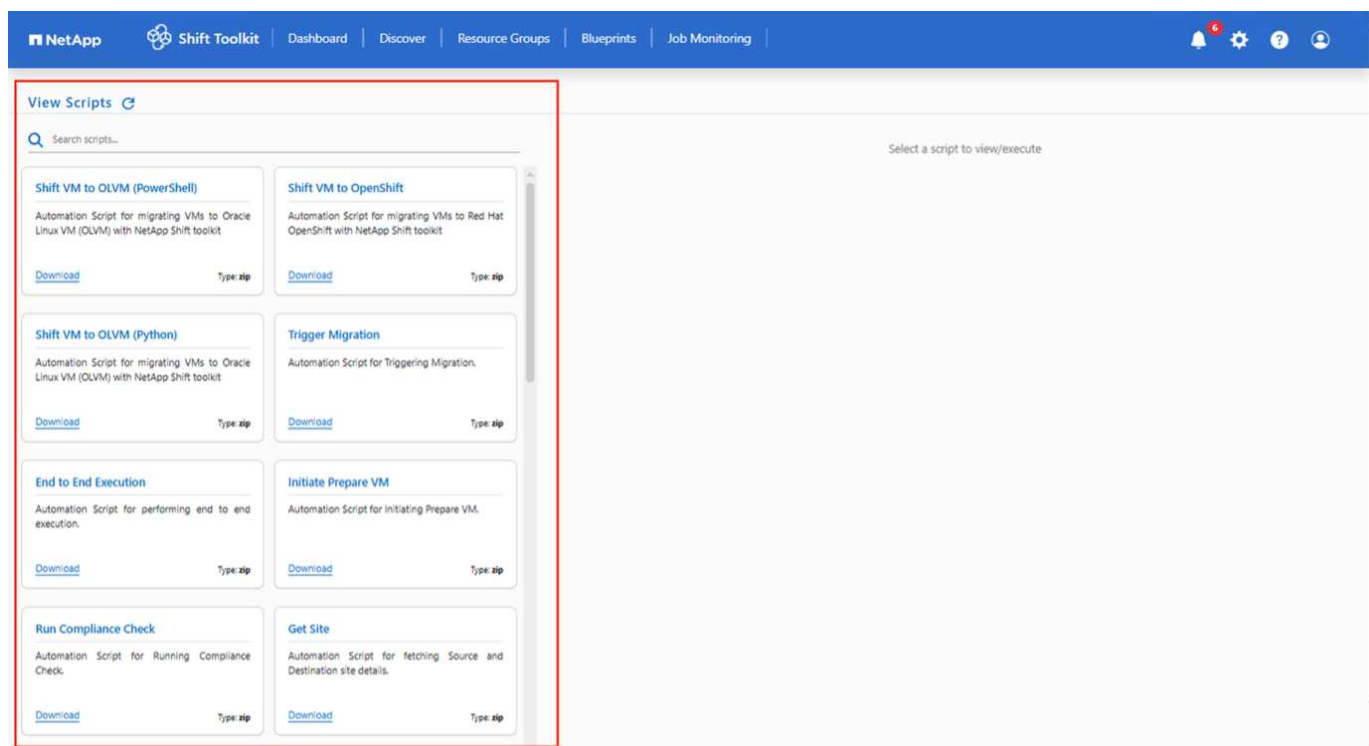 NetApp
Shift Toolkit
Dashboard
Discover
Resource Groups
Blueprints
Job Monitoring
6
?
View Scripts
Search scripts...
Select a script to view/execute
Shift VM to OLVM (PowerShell)
Automation Script for migrating VMs to Oracle
Linux VM (OLVM) with NetApp Shift toolkit
Download
Type: zip
Shift VM to OpenShift
Automation Script for migrating VMs to Red Hat
OpenShift with NetApp Shift toolkit
Download
Type: zip
Shift VM to OLVM (Python)
Automation Script for migrating VMs to Oracle
Linux VM (OLVM) with NetApp Shift toolkit
Download
Type: zip
Trigger Migration
Automation Script for Triggering Migration.
Download
Type: zip
End to End Execution
Automation Script for performing end to end
execution.
Download
Type: zip
Initiate Prepare VM
Automation Script for Initiating Prepare VM.
Download
Type: zip
Run Compliance Check
Automation Script for Running Compliance
Check.
Download
Type: zip
Get Site
Automation Script for fetching Source and
Destination site details.
Download
Type: zip